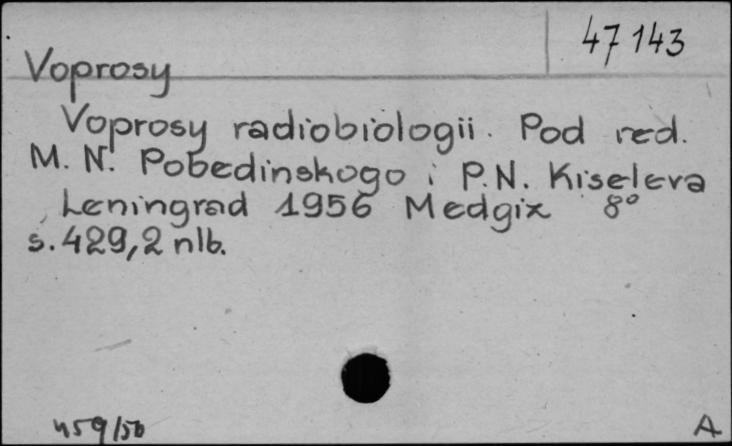 47 143
Voprosy
Voprosy radiobiologii. Pod red.
M. N. Pobedinskogo i P.N. Kiseleva
Leningrad 1956 Medgiz 8°
s. 429, 2 nlb.
459/56
A